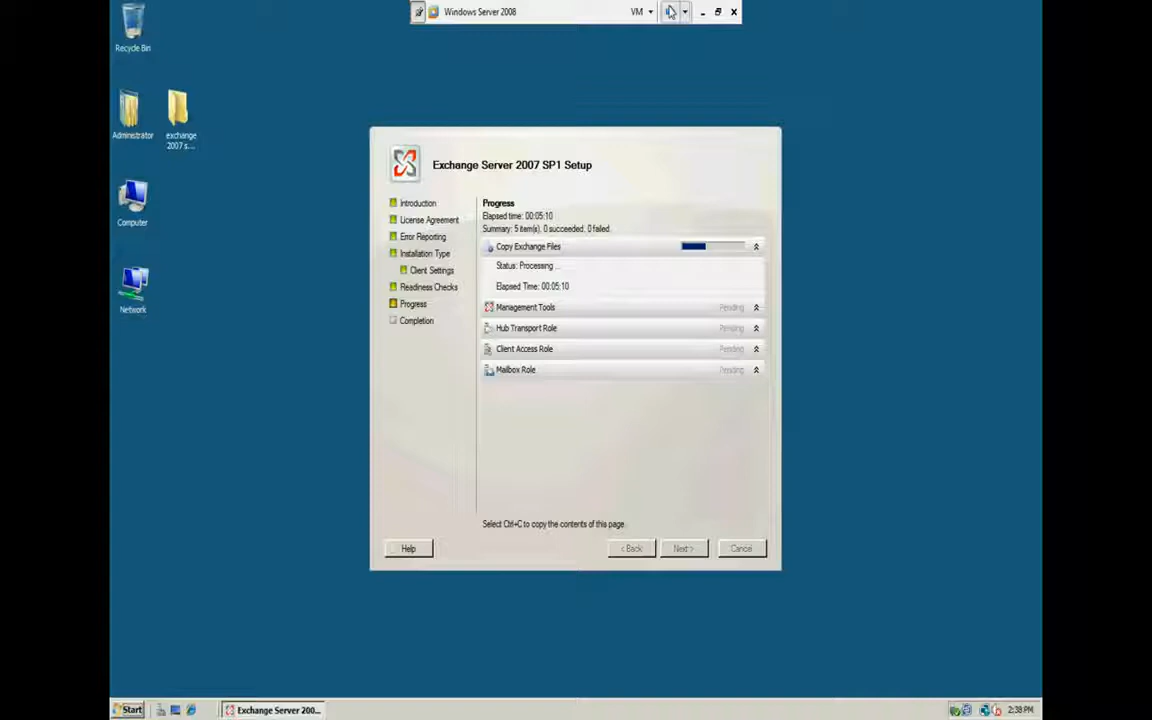 Windows Server 2008
VM
Recycle Bin
Administrator
exchange
2007 s...
Computer
Network
Exchange Server 2007 SP1 Setup
Introduction
License Agreement
Error Reporting
Installation Type
Client Settings
Readiness Checks
Progress
Completion
Progress
Elapsed time: 00:05:10
Summary: 5 item(s). 0 succeeded, 0 failed.
Copy Exchange Files
Status: Processing ...
Elapsed Time: 00:05:10
Management Tools Pending
Hub Transport Role Pending
Client Access Role Pending
Mailbox Role Pending
Select Ctrl+C to copy the contents of this page.
Help
< Back
Next >
Cancel
Start
Exchange Server 200...
2:38 PM